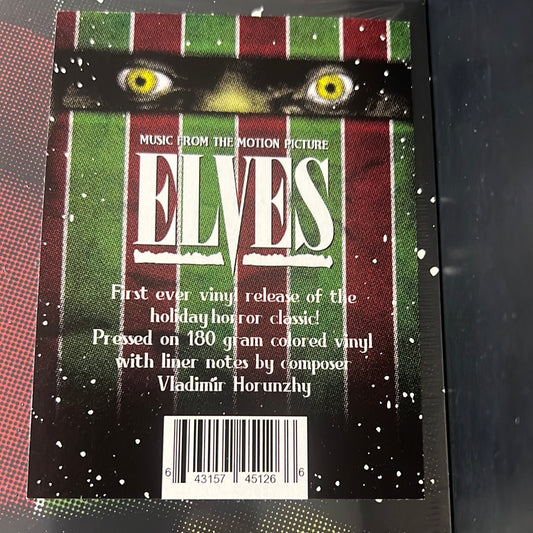 MUSIC FROM THE MOTION PICTURE
ELVES
First ever vinyl release of the
holiday horror classic!
Pressed on 180 gram colored vinyl
with liner notes by composer
Vladimir Horunzhy
6 43157 45126 6